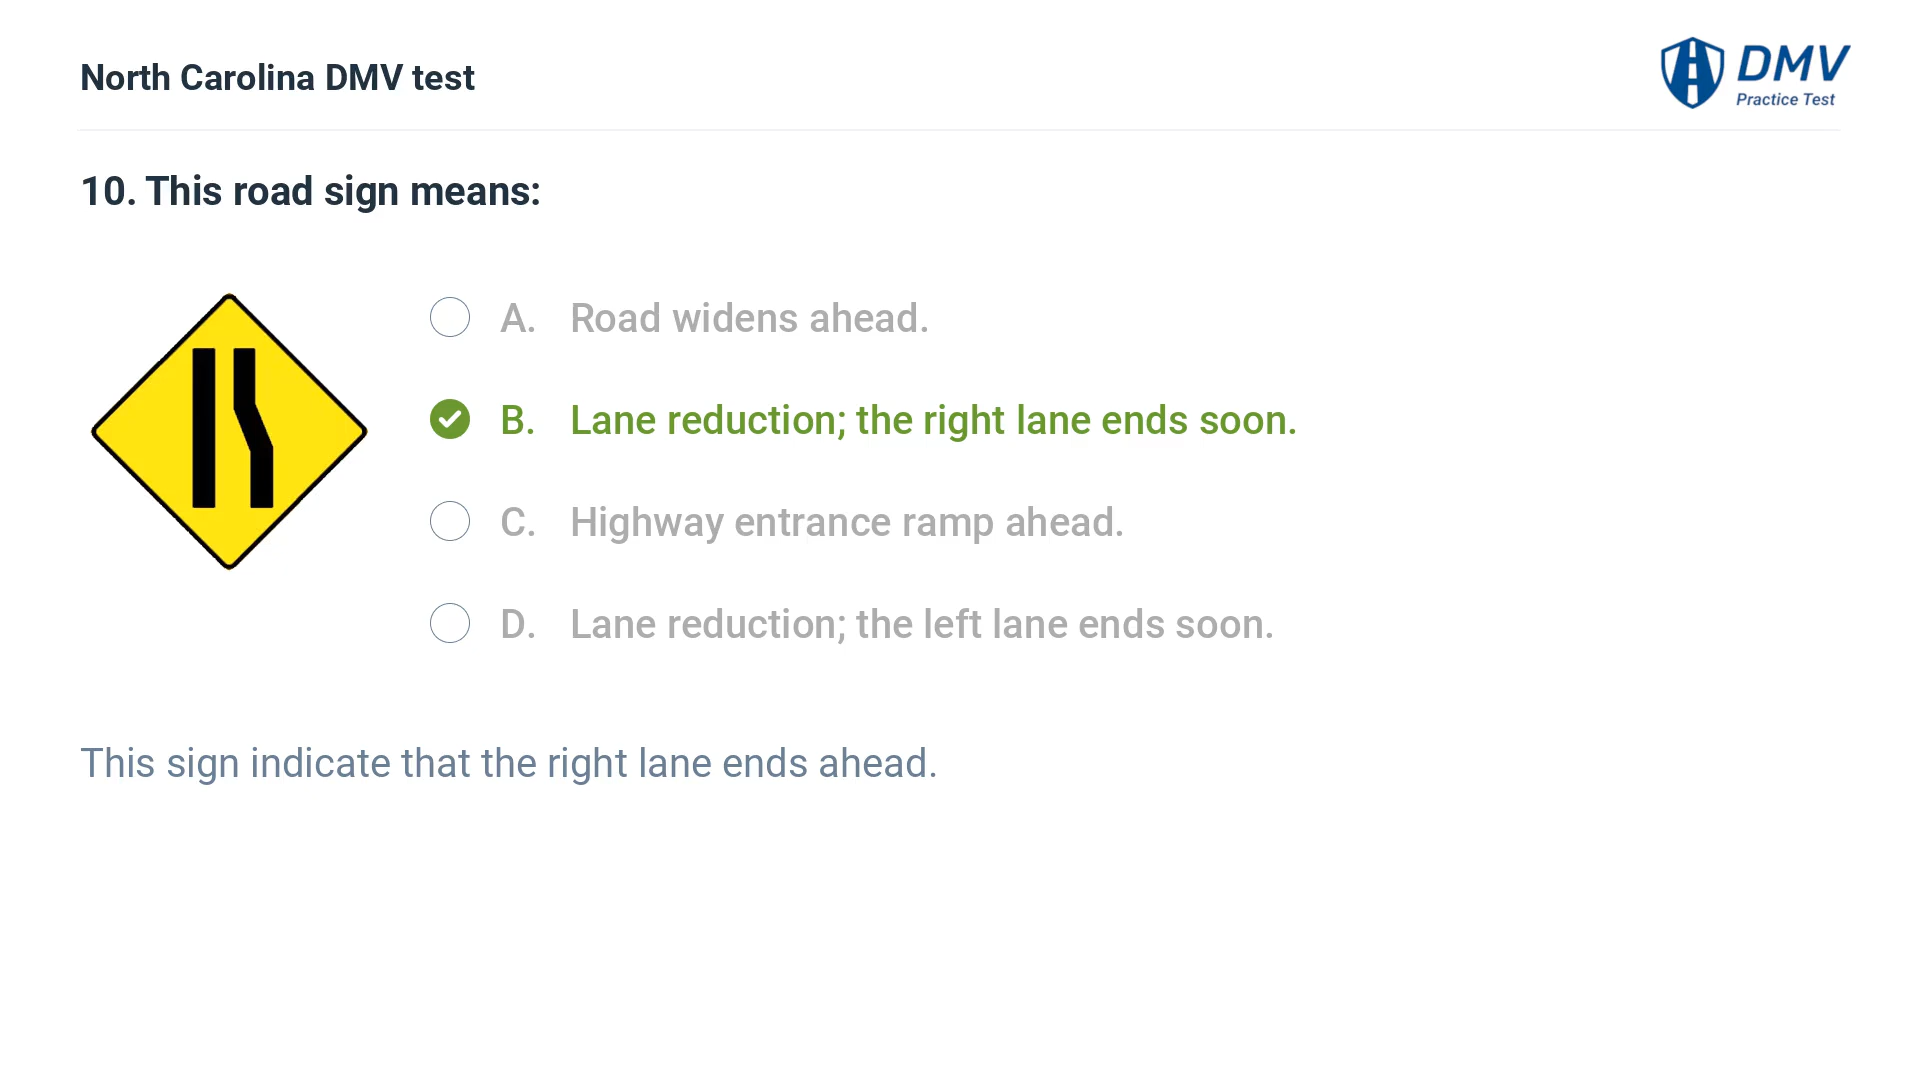 North Carolina DMV test
DMV
Practice Test
10. This road sign means:
A. Road widens ahead.
B. Lane reduction; the right lane ends soon.
C. Highway entrance ramp ahead.
D. Lane reduction; the left lane ends soon.
This sign indicate that the right lane ends ahead.